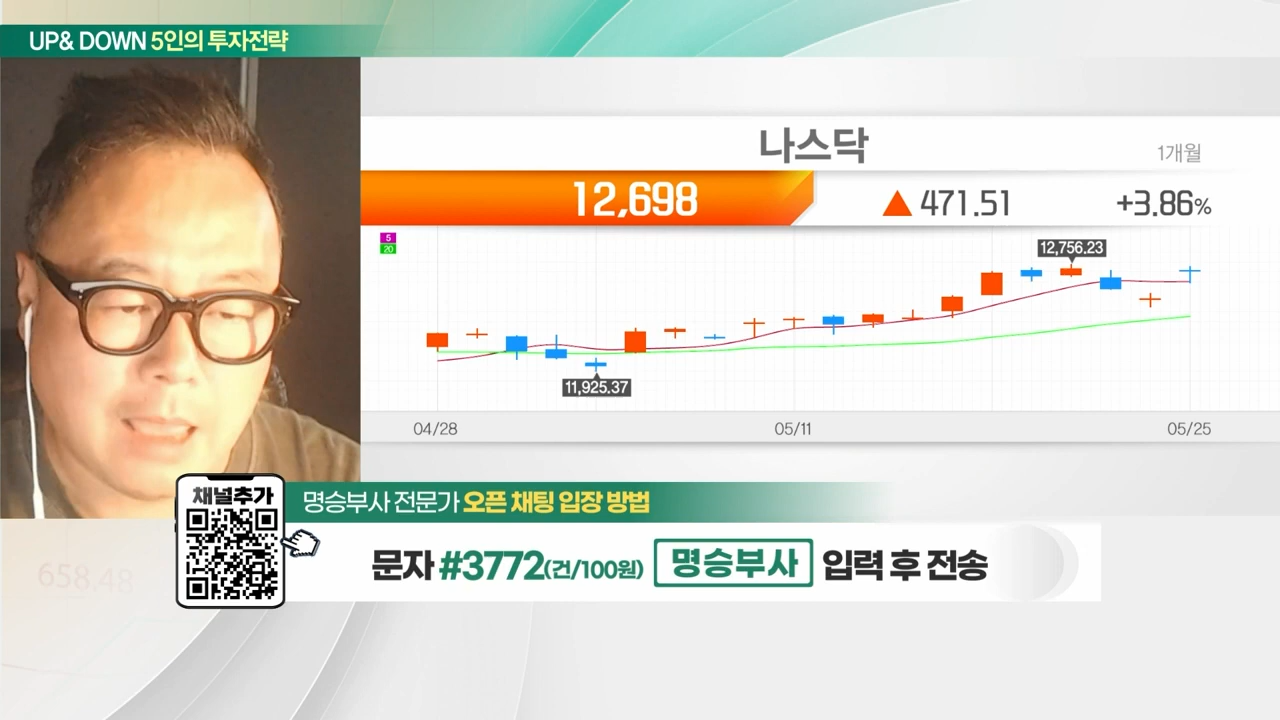 UP& DOWN 5인의 투자전략
나스닥
1개월
12,698 ▲ 471.51 +3.86%
5
20
12,756.23
11,925.37
04/28 05/11 05/25
채널추가
명승부사 전문가 오픈 채팅 입장 방법
문자 #3772(건/100원) 명승부사 입력 후 전송
658.48